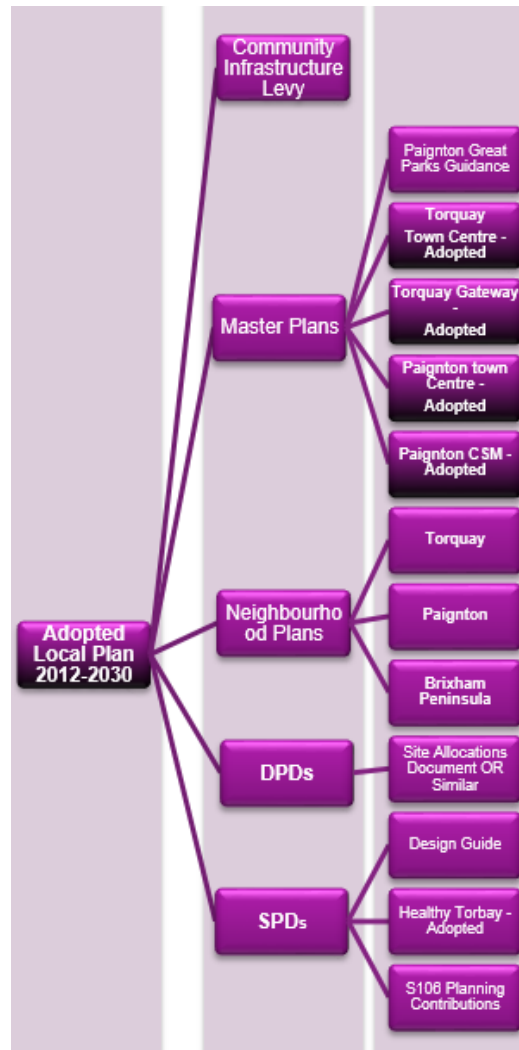 Community
Infrastructure
Levy
Paignton Great
Parks Guidance
Torquay
Town Centre -
Adopted
Master Plans
Torquay Gateway
-
Adopted
Paignton town
Centre -
Adopted
Paignton CSM -
Adopted
Adopted
Local Plan
2012-2030
Neighbourho
od Plans
Torquay
Paignton
Brixham
Peninsula
DPDs
Site Allocations
Document OR
Similar
SPDs
Design Guide
Healthy Torbay -
Adopted
S106 Planning
Contributions